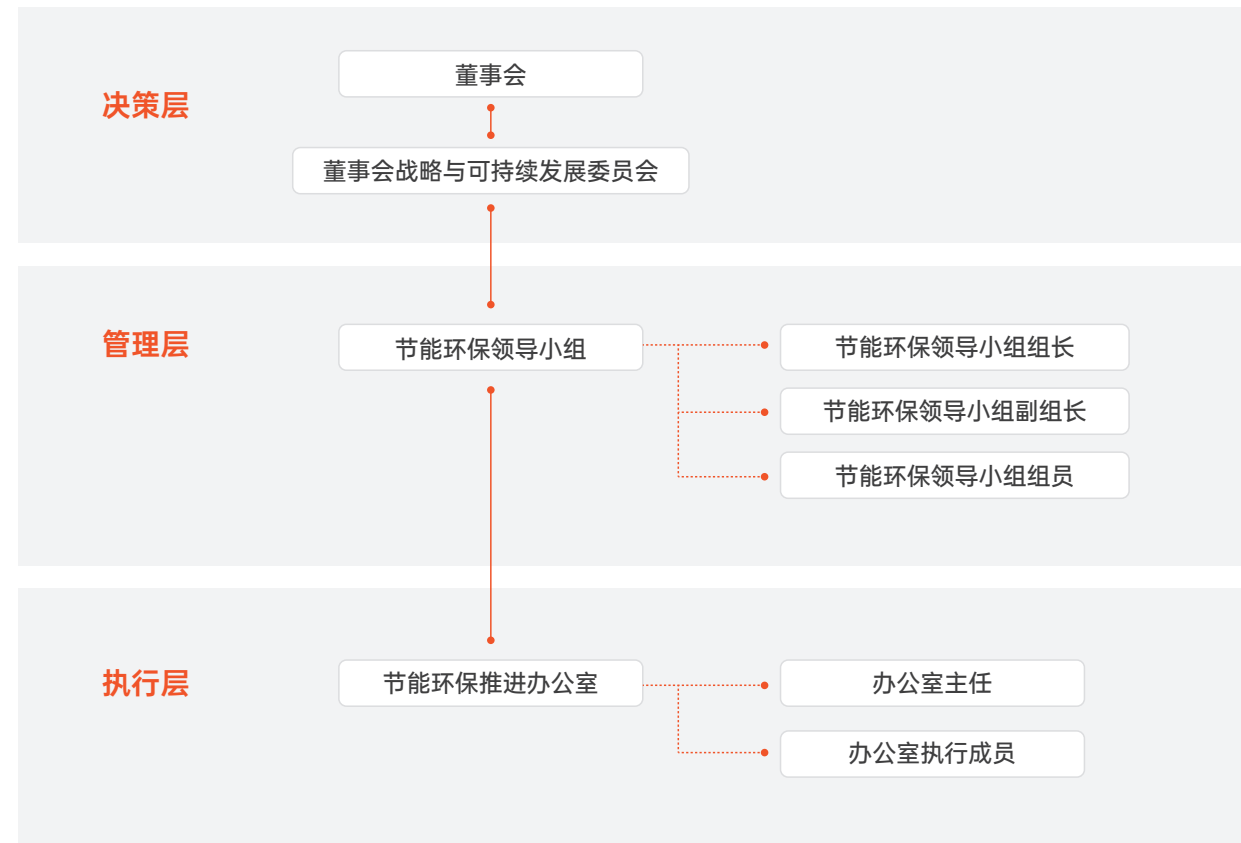 决策层
董事会
董事会战略与可持续发展委员会
管理层
节能环保领导小组
节能环保领导小组组长
节能环保领导小组副组长
节能环保领导小组组员
执行层
节能环保推进办公室
办公室主任
办公室执行成员